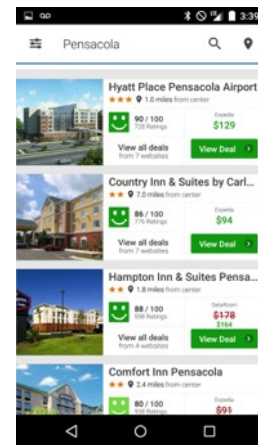 3:39
Pensacola
Hyatt Place Pensacola Airport
1.0 miles from center
90 / 100
728 Ratings
Expedia
$129
View all deals
from 7 websites
View Deal
Country Inn & Suites by Carl...
7.0 miles from center
86 / 100
776 Ratings
Expedia
$94
View all deals
from 7 websites
View Deal
Hampton Inn & Suites Pensa...
1.8 miles from center
88 / 100
598 Ratings
Getaroom
$178
$164
View all deals
from 4 websites
View Deal
Comfort Inn Pensacola
2.4 miles from center
80 / 100
Expedia
$91